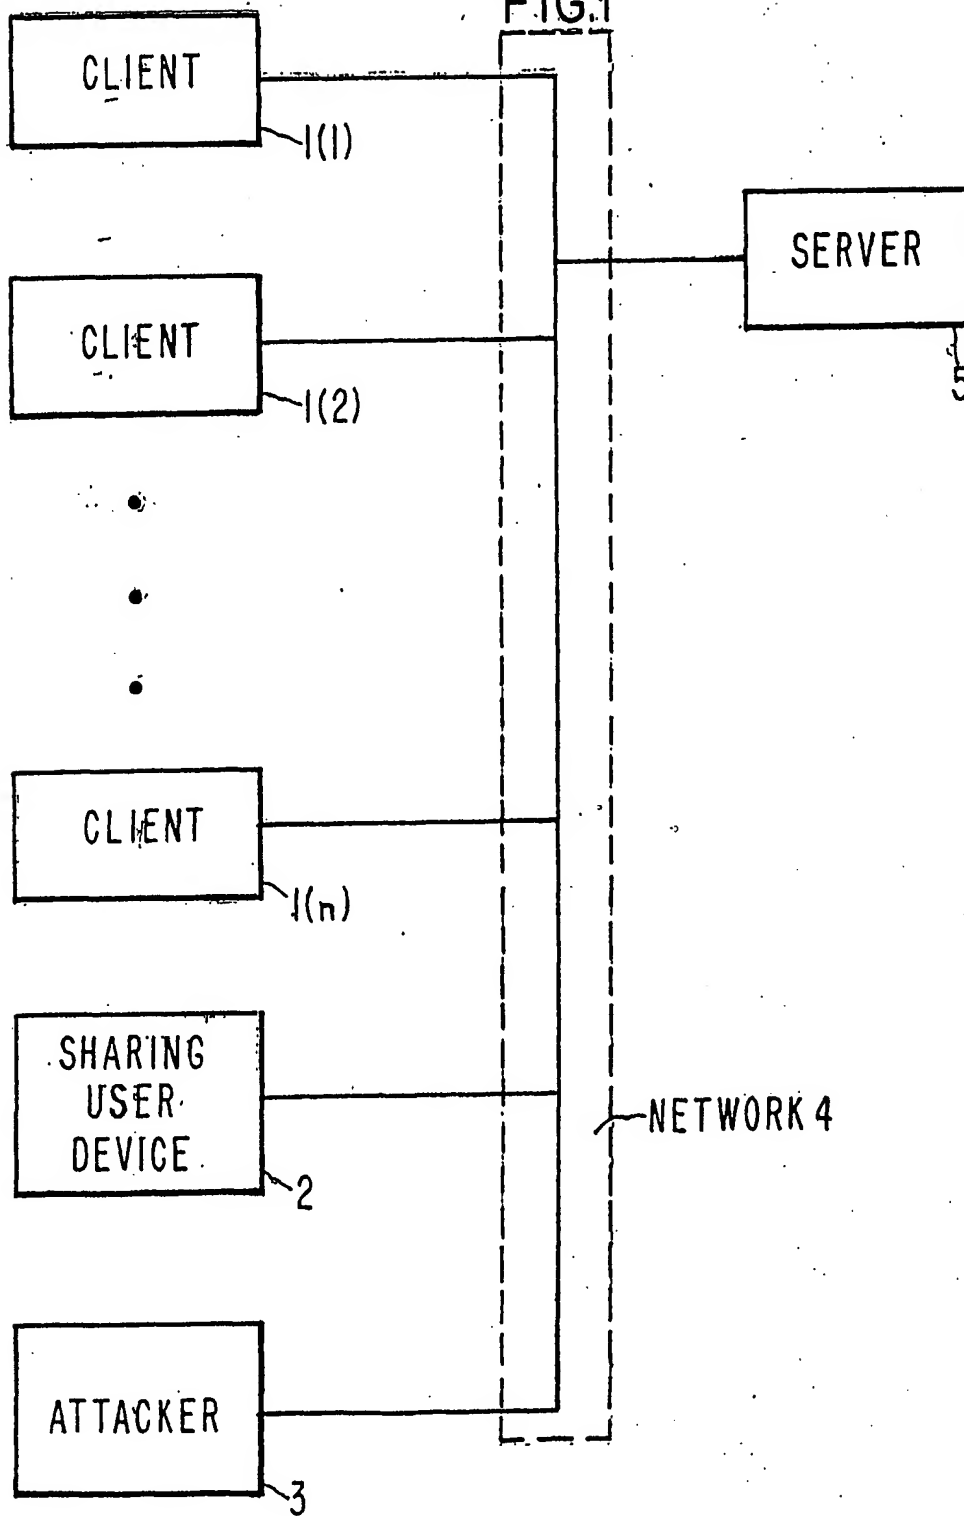 FIG.1
CLIENT
1(1)
SERVER
5
CLIENT
1(2)
CLIENT
1(n)
SHARING
USER
DEVICE
2
NETWORK 4
ATTACKER
3